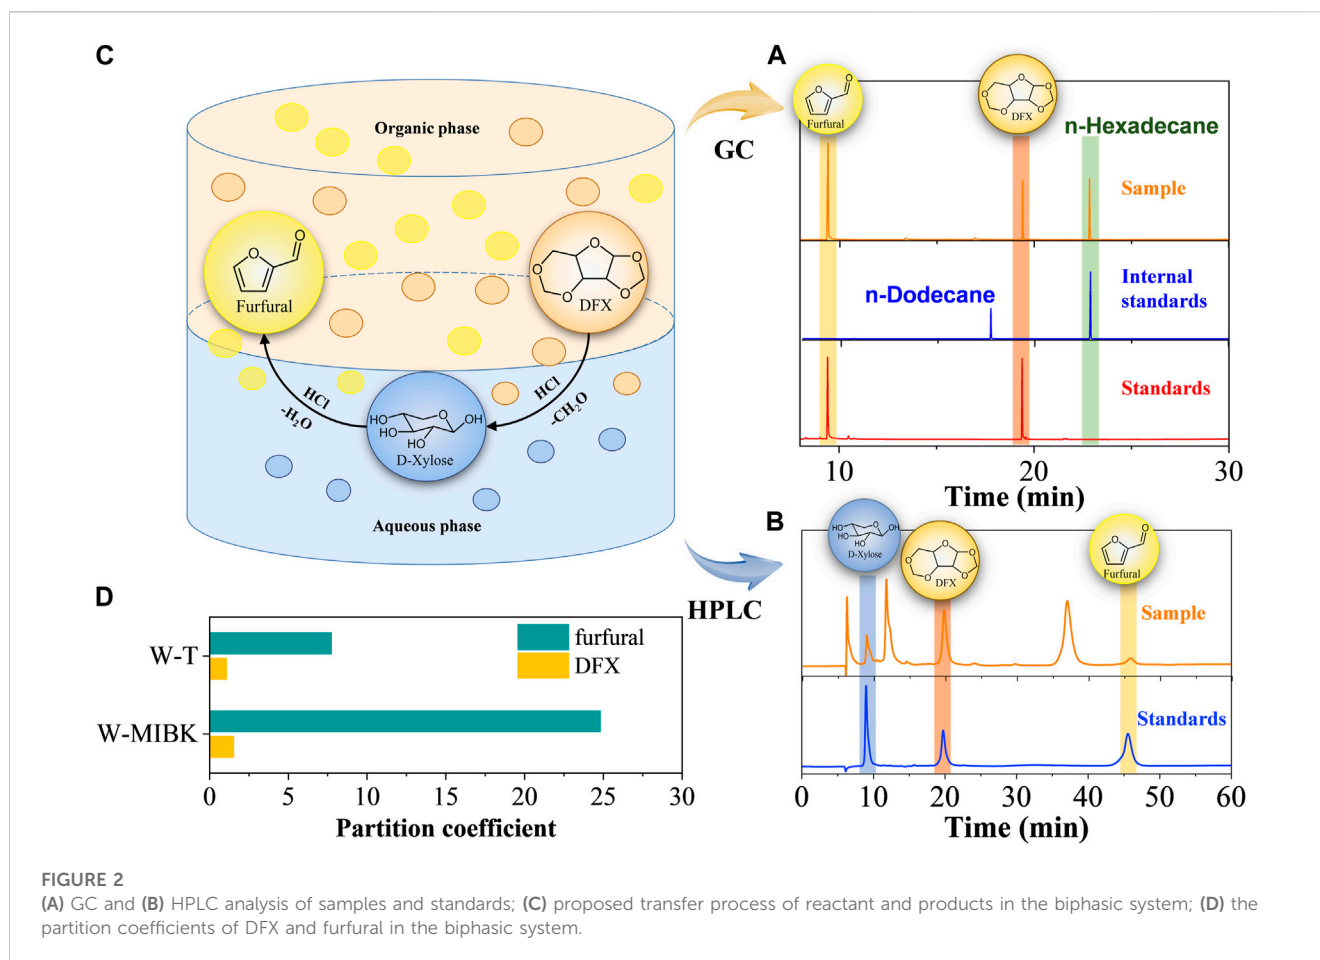 C
Organic phase
O
O
Furfural
O
O
O
O
O
DFX
HCl
-H₂O
HCl
-CH₂O
HO
O
HO
OH
HO
D-Xylose
Aqueous phase
GC
HPLC
A
O
O
Furfural
O
O
O
O
O
DFX
n-Hexadecane
Sample
n-Dodecane
Internal
standards
Standards
10
20
30
Time (min)
B
HO
O
HO
OH
HO
D-Xylose
O
O
O
O
O
DFX
O
O
Furfural
Sample
Standards
0
10
20
30
40
50
60
Time (min)
D
furfural
DFX
W-T
W-MIBK
0
5
10
15
20
25
30
Partition coefficient
FIGURE 2
(A) GC and (B) HPLC analysis of samples and standards; (C) proposed transfer process of reactant and products in the biphasic system; (D) the
partition coefficients of DFX and furfural in the biphasic system.